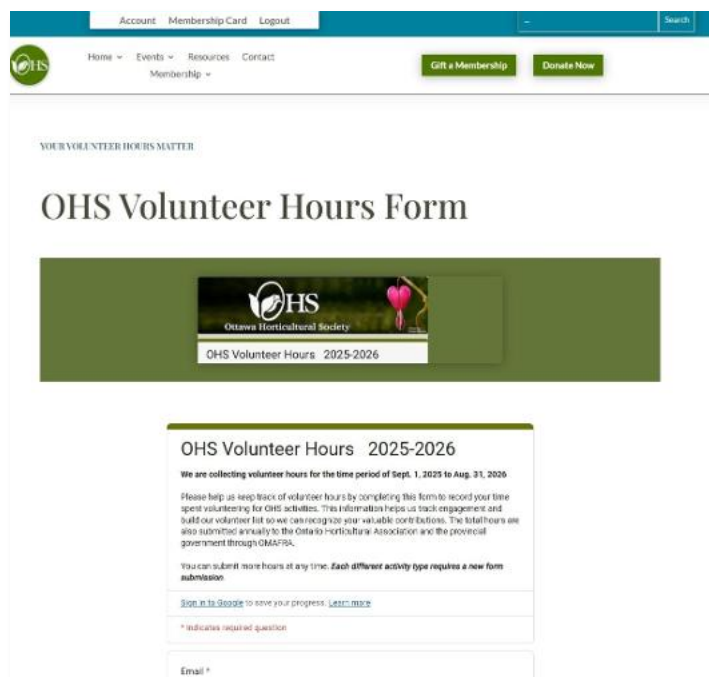 Account Membership Card Logout
Search
OHS
Home Events Resources Contact
Membership
Gift a Membership
Donate Now
YOUR VOLUNTEER HOURS MATTER
OHS Volunteer Hours Form
OHS
Ottawa Horticultural Society
OHS Volunteer Hours 2025-2026
OHS Volunteer Hours 2025-2026
We are collecting volunteer hours for the time period of Sept. 1, 2025 to Aug. 31, 2026
Please help us keep track of volunteer hours by completing this form to record your time
spent volunteering for OHS activities. This information helps us track engagement and
build our volunteer list so we can recognize your valuable contributions. The total hours are
also submitted annually to the Ontario Horticultural Association and the provincial
government through OMAFRA.
You can submit more hours at any time. Each different activity type requires a new form
submission.
Sign in to Google to save your progress. Learn more
* Indicates required question
Email *